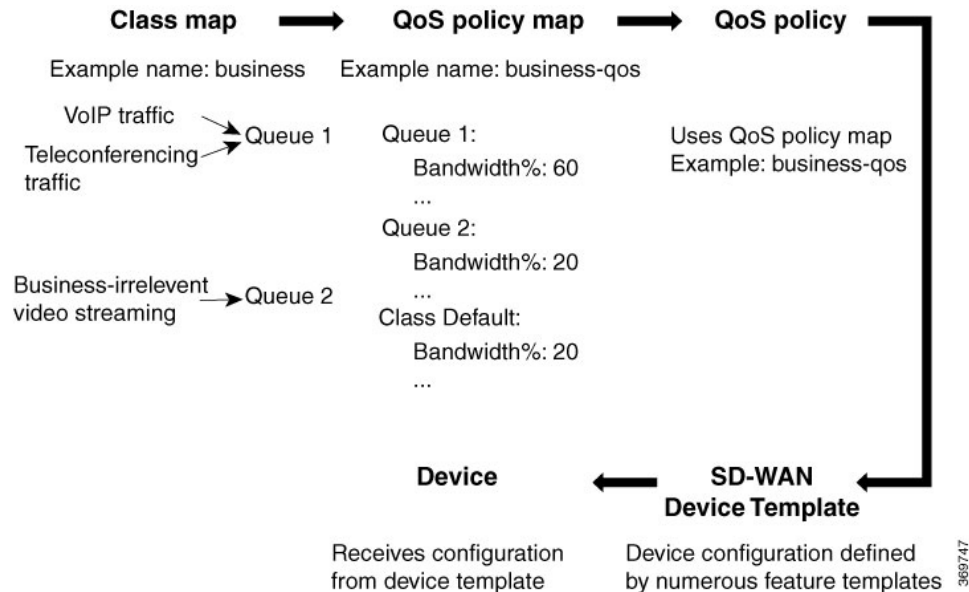 Class map
QoS policy map
QoS policy
Example name: business
Example name: business-qos
VoIP traffic
Teleconferencing
traffic
Queue 1
Business-irrelevent
video streaming
Queue 2
Queue 1:
Bandwidth%: 60
...
Queue 2:
Bandwidth%: 20
...
Class Default:
Bandwidth%: 20
...
Uses QoS policy map
Example: business-qos
Device
SD-WAN
Device Template
Receives configuration
from device template
Device configuration defined
by numerous feature templates
369747